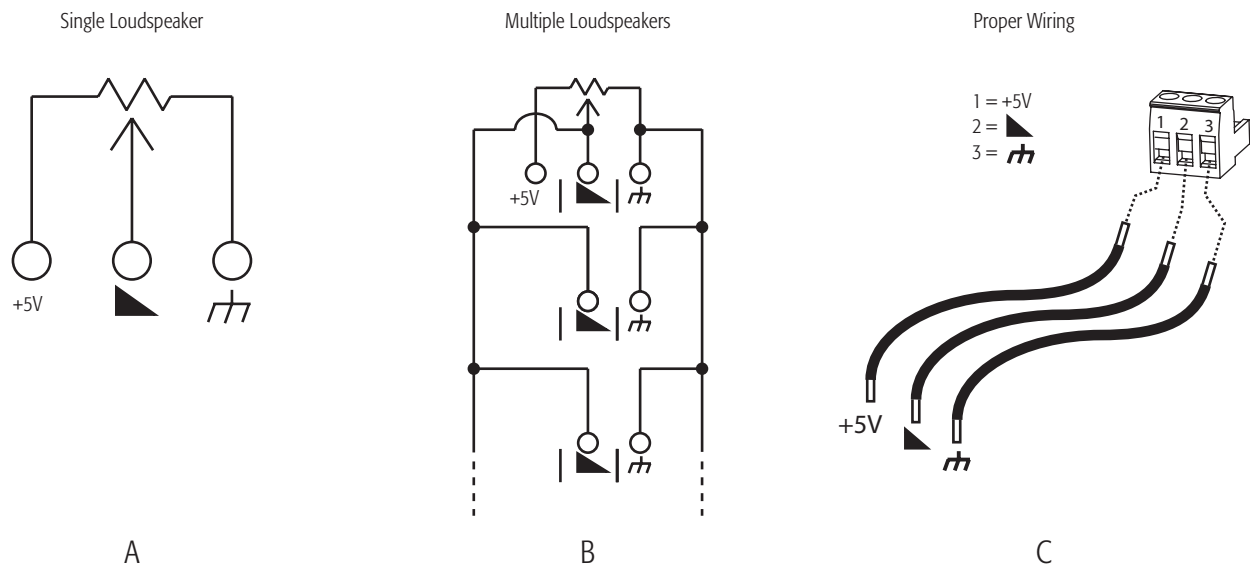 Single Loudspeaker
Multiple Loudspeakers
Proper Wiring
+5V
+5V
1 = +5V
2 =
3 =
1 2 3
+5V
A
B
C